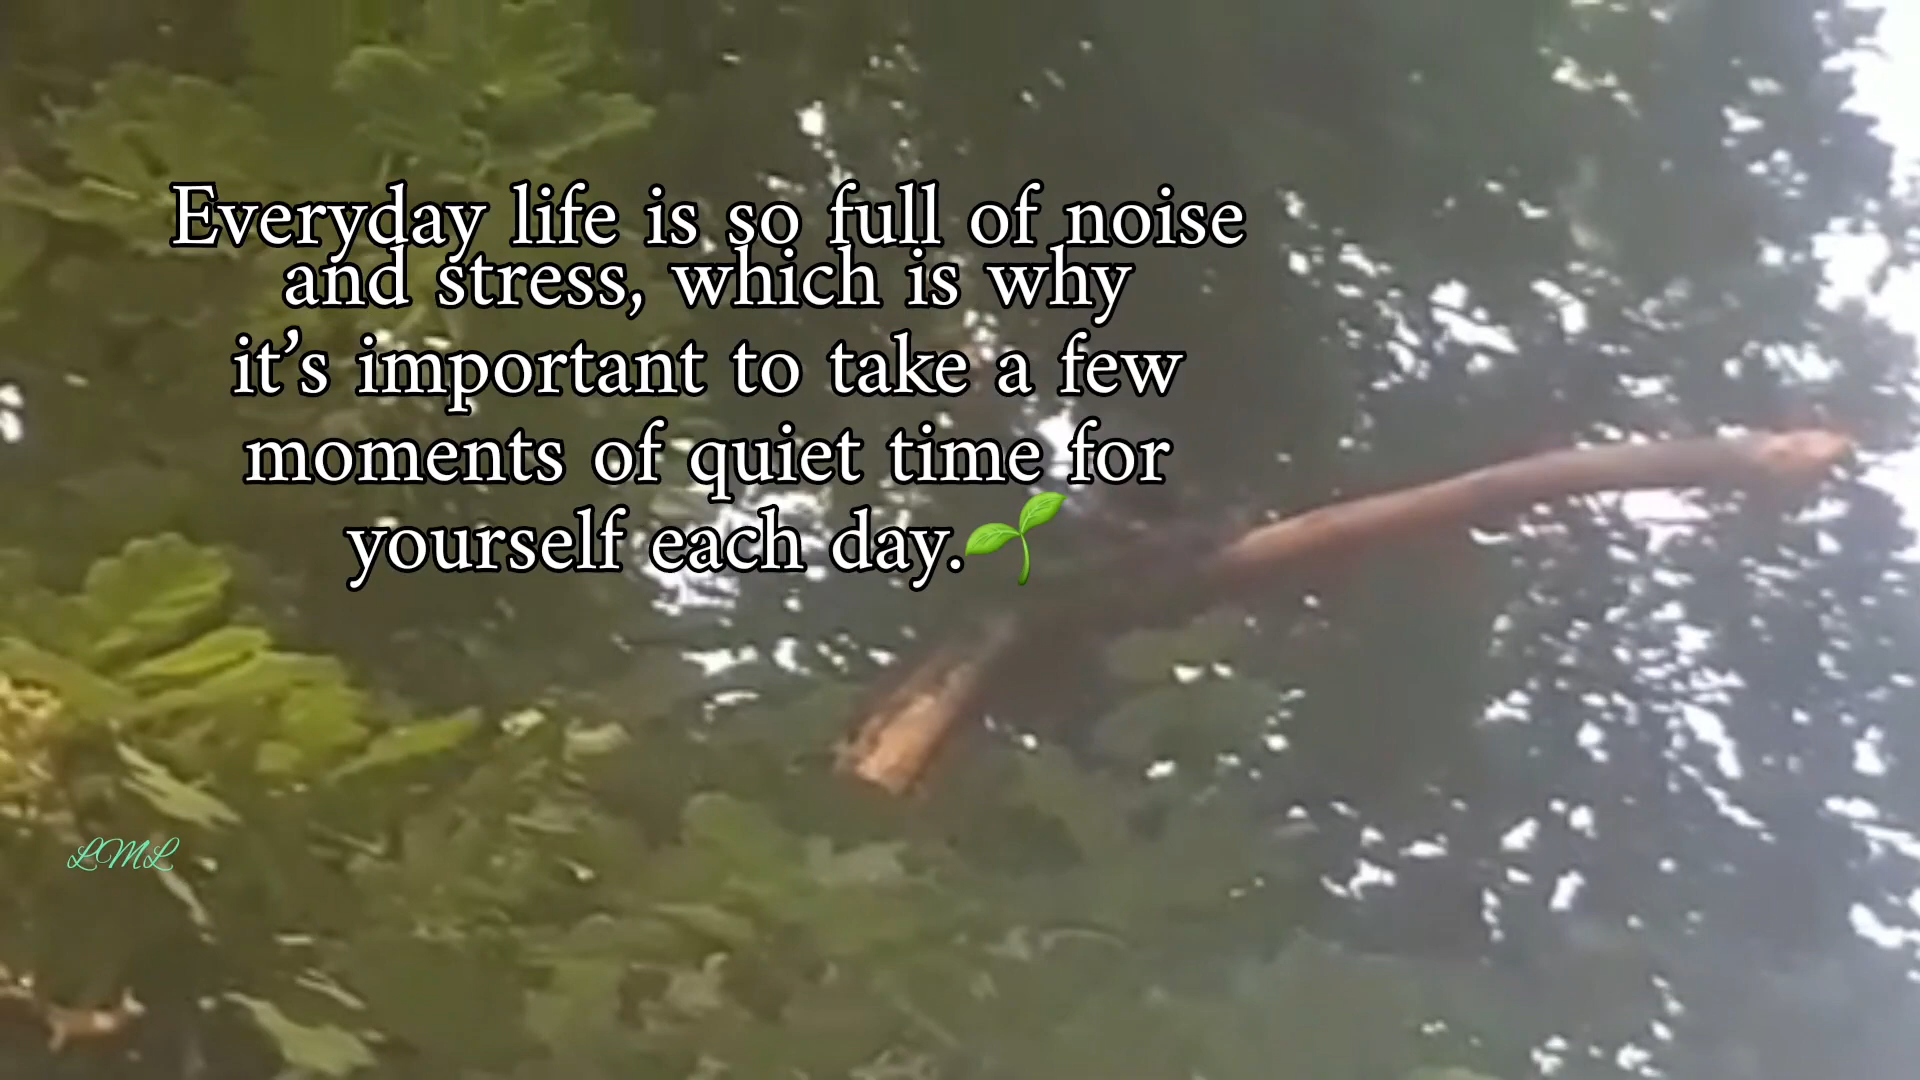 Everyday life is so full of noise
and stress, which is why
it’s important to take a few
moments of quiet time for
yourself each day.🌱
LML